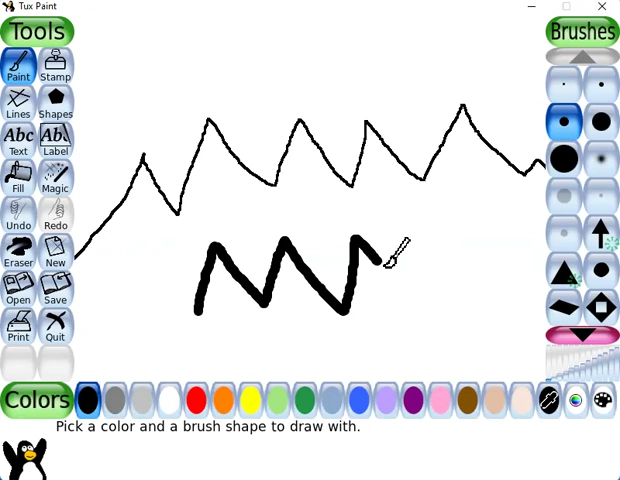 Tux Paint
Tools
Brushes
Paint
Stamp
Lines
Shapes
Abc
Text
Abc
Label
Fill
Magic
Undo
Redo
Eraser
New
Open
Save
Print
Quit
Colors
Pick a color and a brush shape to draw with.